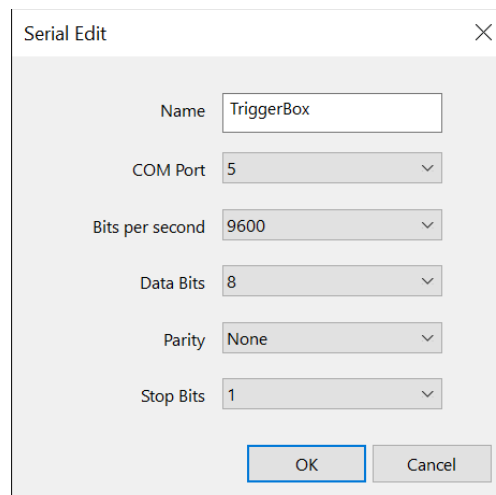 Serial Edit
Name TriggerBox
COM Port 5
Bits per second 9600
Data Bits 8
Parity None
Stop Bits 1
OK Cancel